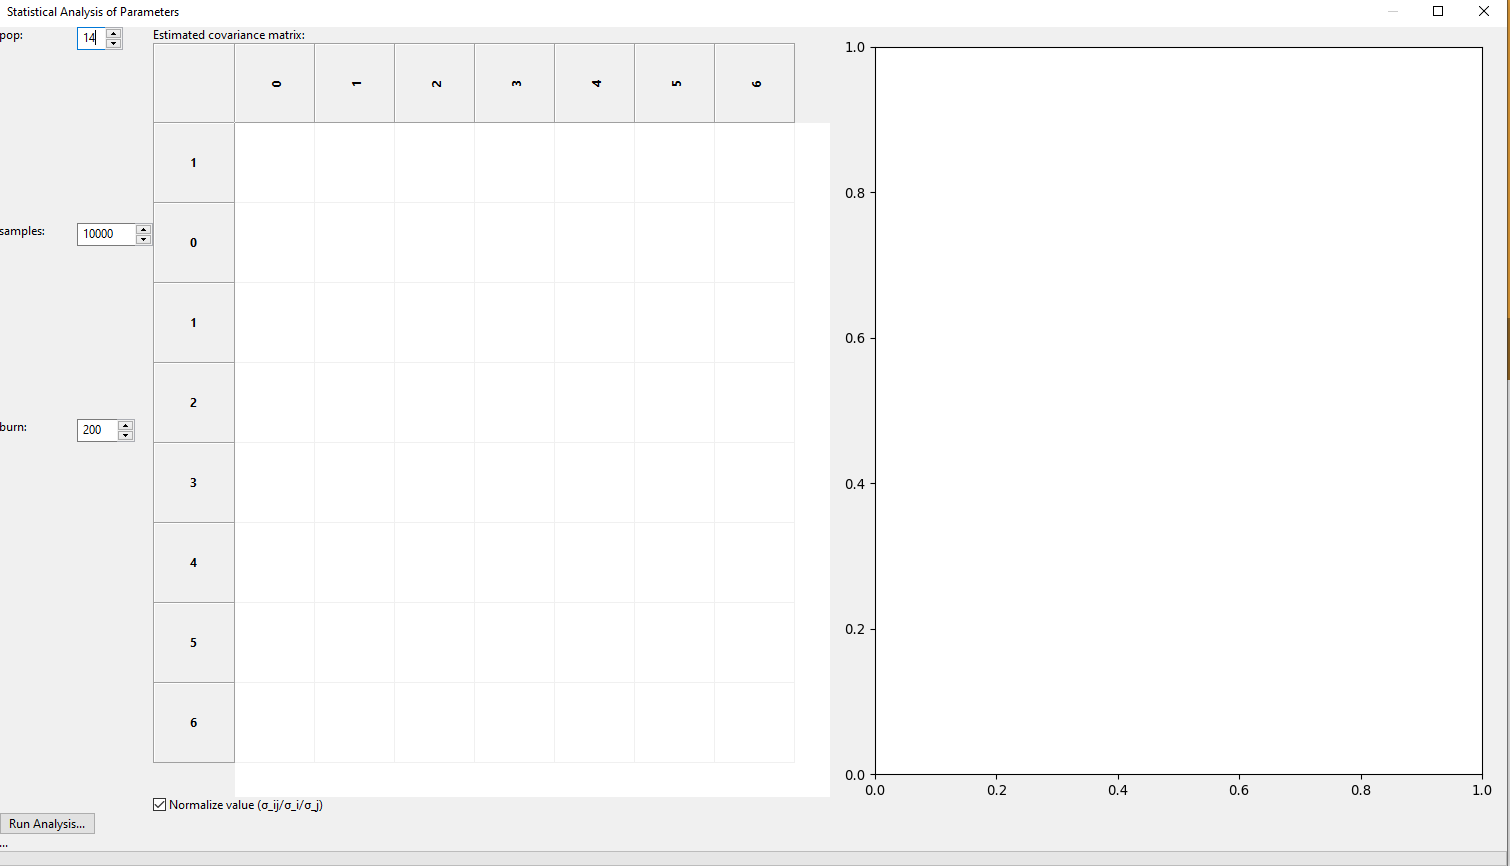 Statistical Analysis of Parameters
pop:
14
Estimated covariance matrix:
0 1 2 3 4 5 6
1
0
1
2
3
4
5
6
samples:
10000
burn:
200
Normalize value (σ_ij/σ_i/σ_j)
Run Analysis...
...
1.0
0.8
0.6
0.4
0.2
0.0
0.0 0.2 0.4 0.6 0.8 1.0